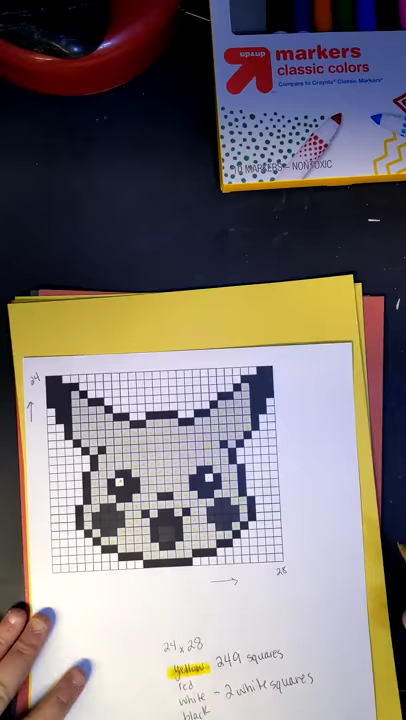 up&up
markers
classic colors
Compare to Crayola Classic Markers*
10 MARKERS – NONTOXIC
24
28
24 x 28
yellow 249 squares
red
white - 2 white squares
black